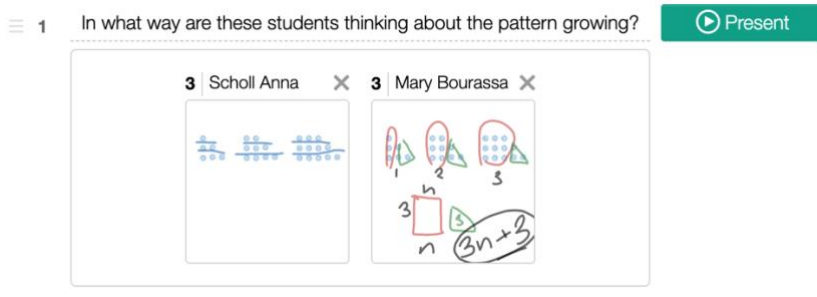 1 In what way are these students thinking about the pattern growing?
Present
3 Scholl Anna
3 Mary Bourassa
1 2 3
n
3 3
n 3n+3